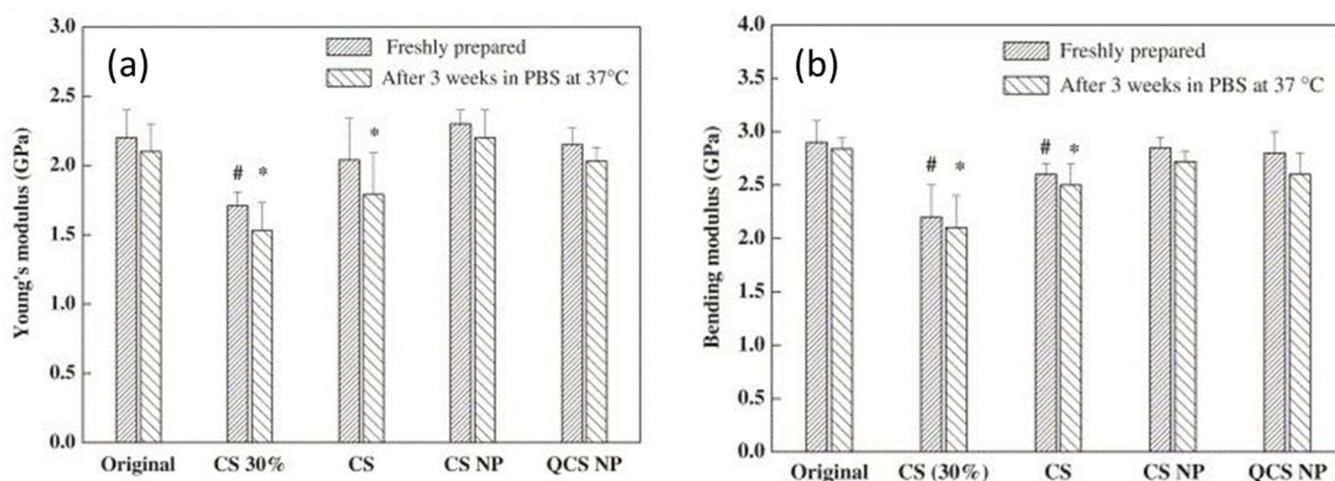 (a)
Freshly prepared
After 3 weeks in PBS at 37°C
Young's modulus (GPa)
3.0
2.5
2.0
1.5
1.0
0.5
0.0
# *
*
Original CS 30% CS CS NP QCS NP
(b)
Freshly prepared
After 3 weeks in PBS at 37 °C
Bending modulus (GPa)
4.0
3.5
3.0
2.5
2.0
1.5
1.0
0.5
0.0
# *
# *
Original CS (30%) CS CS NP QCS NP